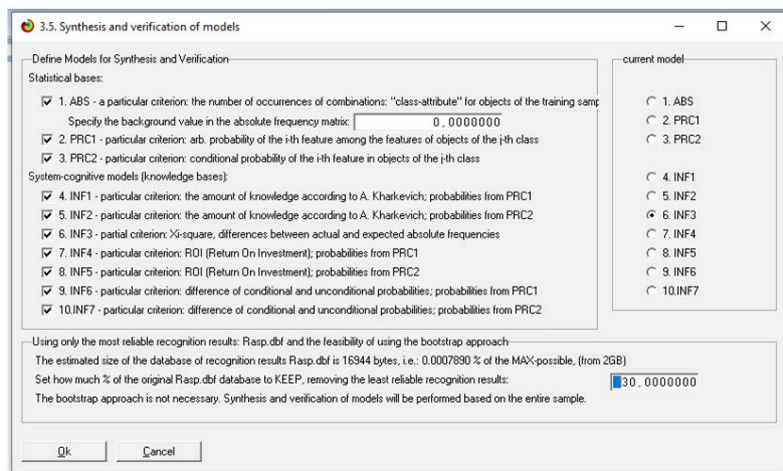 3.5. Synthesis and verification of models
Define Models for Synthesis and Verification
Statistical bases:
1. ABS - a particular criterion: the number of occurrences of combinations: "class-attribute" for objects of the training samp
Specify the background value in the absolute frequency matrix: 0,0000000
2. PRC1 - particular criterion: arb. probability of the i-th feature among the features of objects of the j-th class
3. PRC2 - particular criterion: conditional probability of the i-th feature in objects of the j-th class
System-cognitive models (knowledge bases):
4. INF1 - particular criterion: the amount of knowledge according to A. Kharkevich; probabilities from PRC1
5. INF2 - particular criterion: the amount of knowledge according to A. Kharkevich; probabilities from PRC2
6. INF3 - partial criterion: Xi-square, differences between actual and expected absolute frequencies
7. INF4 - particular criterion: ROI (Return On Investment); probabilities from PRC1
8. INF5 - particular criterion: ROI (Return On Investment); probabilities from PRC2
9. INF6 - particular criterion: difference of conditional and unconditional probabilities; probabilities from PRC1
10.INF7 - particular criterion: difference of conditional and unconditional probabilities; probabilities from PRC2
current model
1. ABS
2. PRC1
3. PRC2
4. INF1
5. INF2
6. INF3
7. INF4
8. INF5
9. INF6
10.INF7
Using only the most reliable recognition results: Rasp.dbf and the feasibility of using the bootstrap approach
The estimated size of the database of recognition results Rasp.dbf is 16944 bytes, i.e.: 0.0007890 % of the MAX-possible, (from 2GB)
Set how much % of the original Rasp.dbf database to KEEP, removing the least reliable recognition results: 30,0000000
The bootstrap approach is not necessary. Synthesis and verification of models will be performed based on the entire sample.
Ok
Cancel